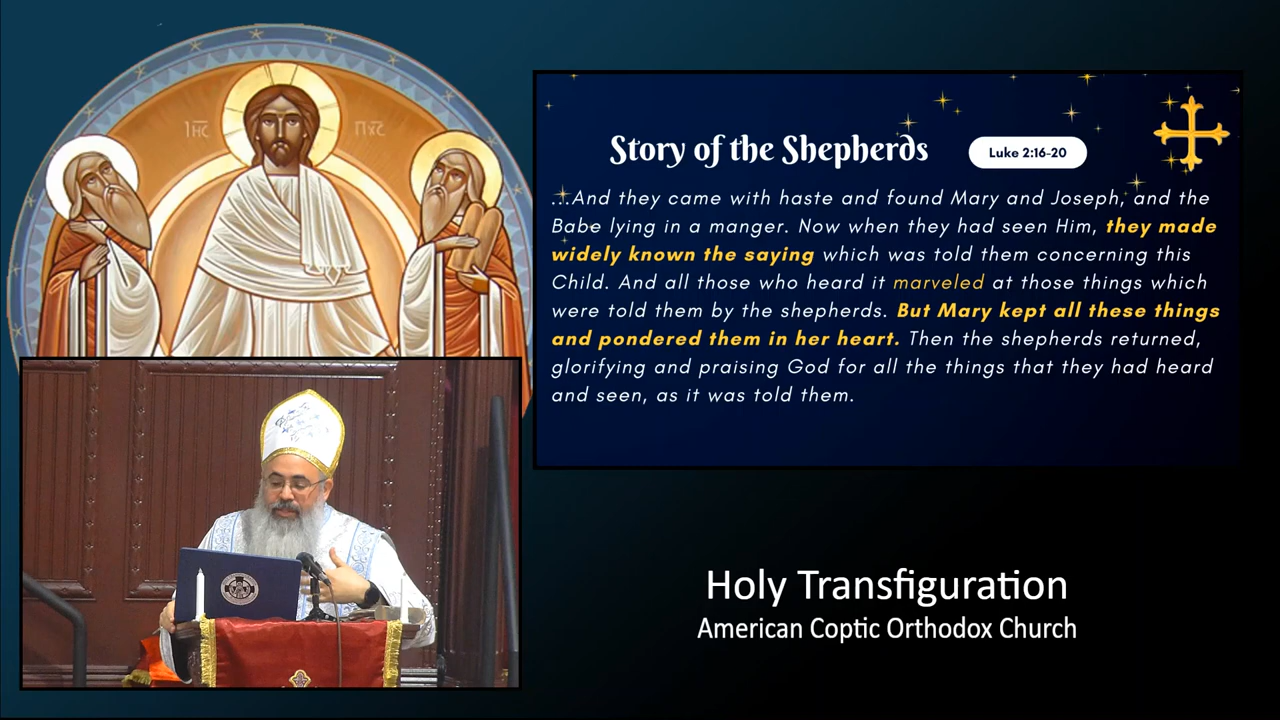 ΙΗС ΠΧС
Story of the Shepherds
Luke 2:16-20
...And they came with haste and found Mary and Joseph, and the
Babe lying in a manger. Now when they had seen Him, they made
widely known the saying which was told them concerning this
Child. And all those who heard it marveled at those things which
were told them by the shepherds. But Mary kept all these things
and pondered them in her heart. Then the shepherds returned,
glorifying and praising God for all the things that they had heard
and seen, as it was told them.
Holy Transfiguration
American Coptic Orthodox Church